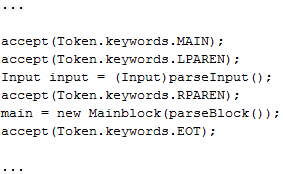 ...
accept(Token.keywords.MAIN);
accept(Token.keywords.LPAREN);
Input input = (Input)parseInput();
accept(Token.keywords.RPAREN);
main = new Mainblock(parseBlock());
accept(Token.keywords.EOT);
...